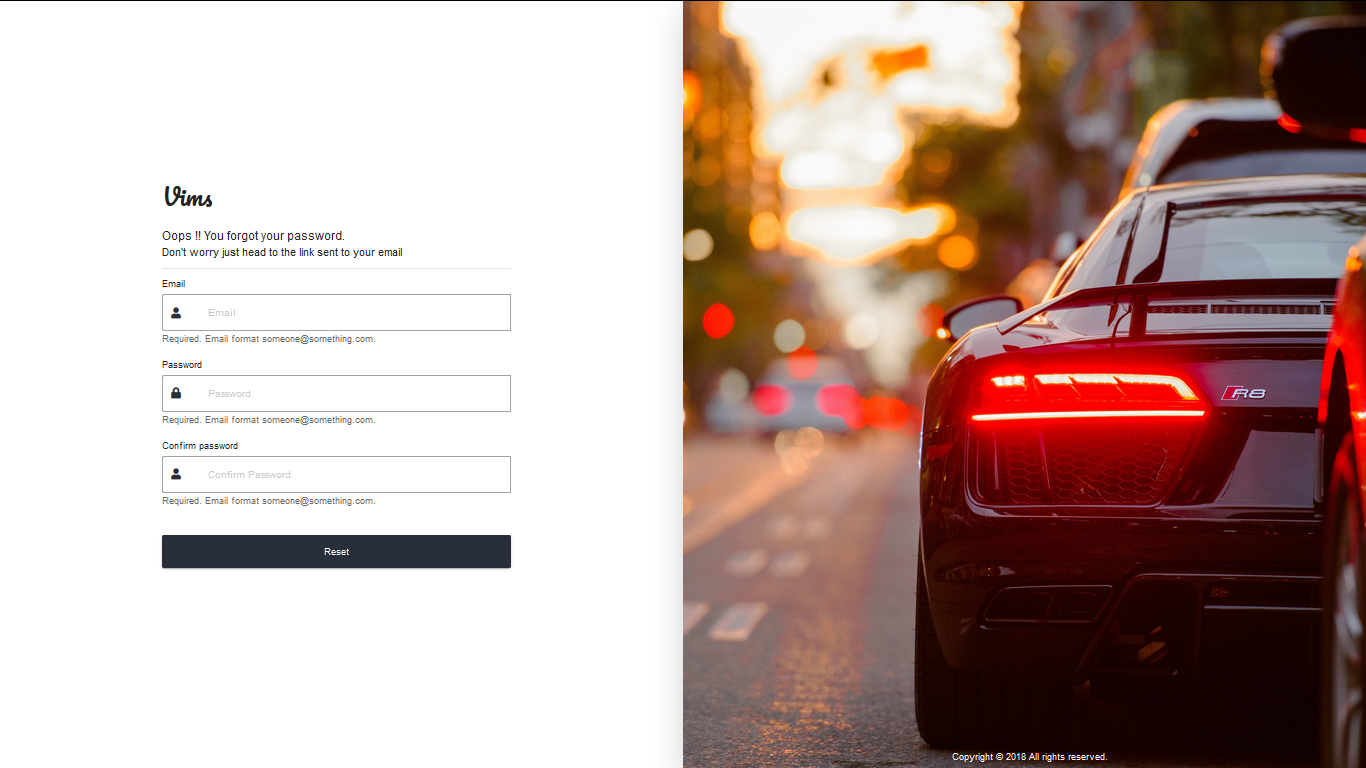 Vims
Oops !! You forgot your password.
Don't worry just head to the link sent to your email
Email
Email
Required. Email format someone@something.com.
Password
Password
Required. Email format someone@something.com.
Confirm password
Confirm Password
Required. Email format someone@something.com.
Reset
R8
Copyright © 2018 All rights reserved.